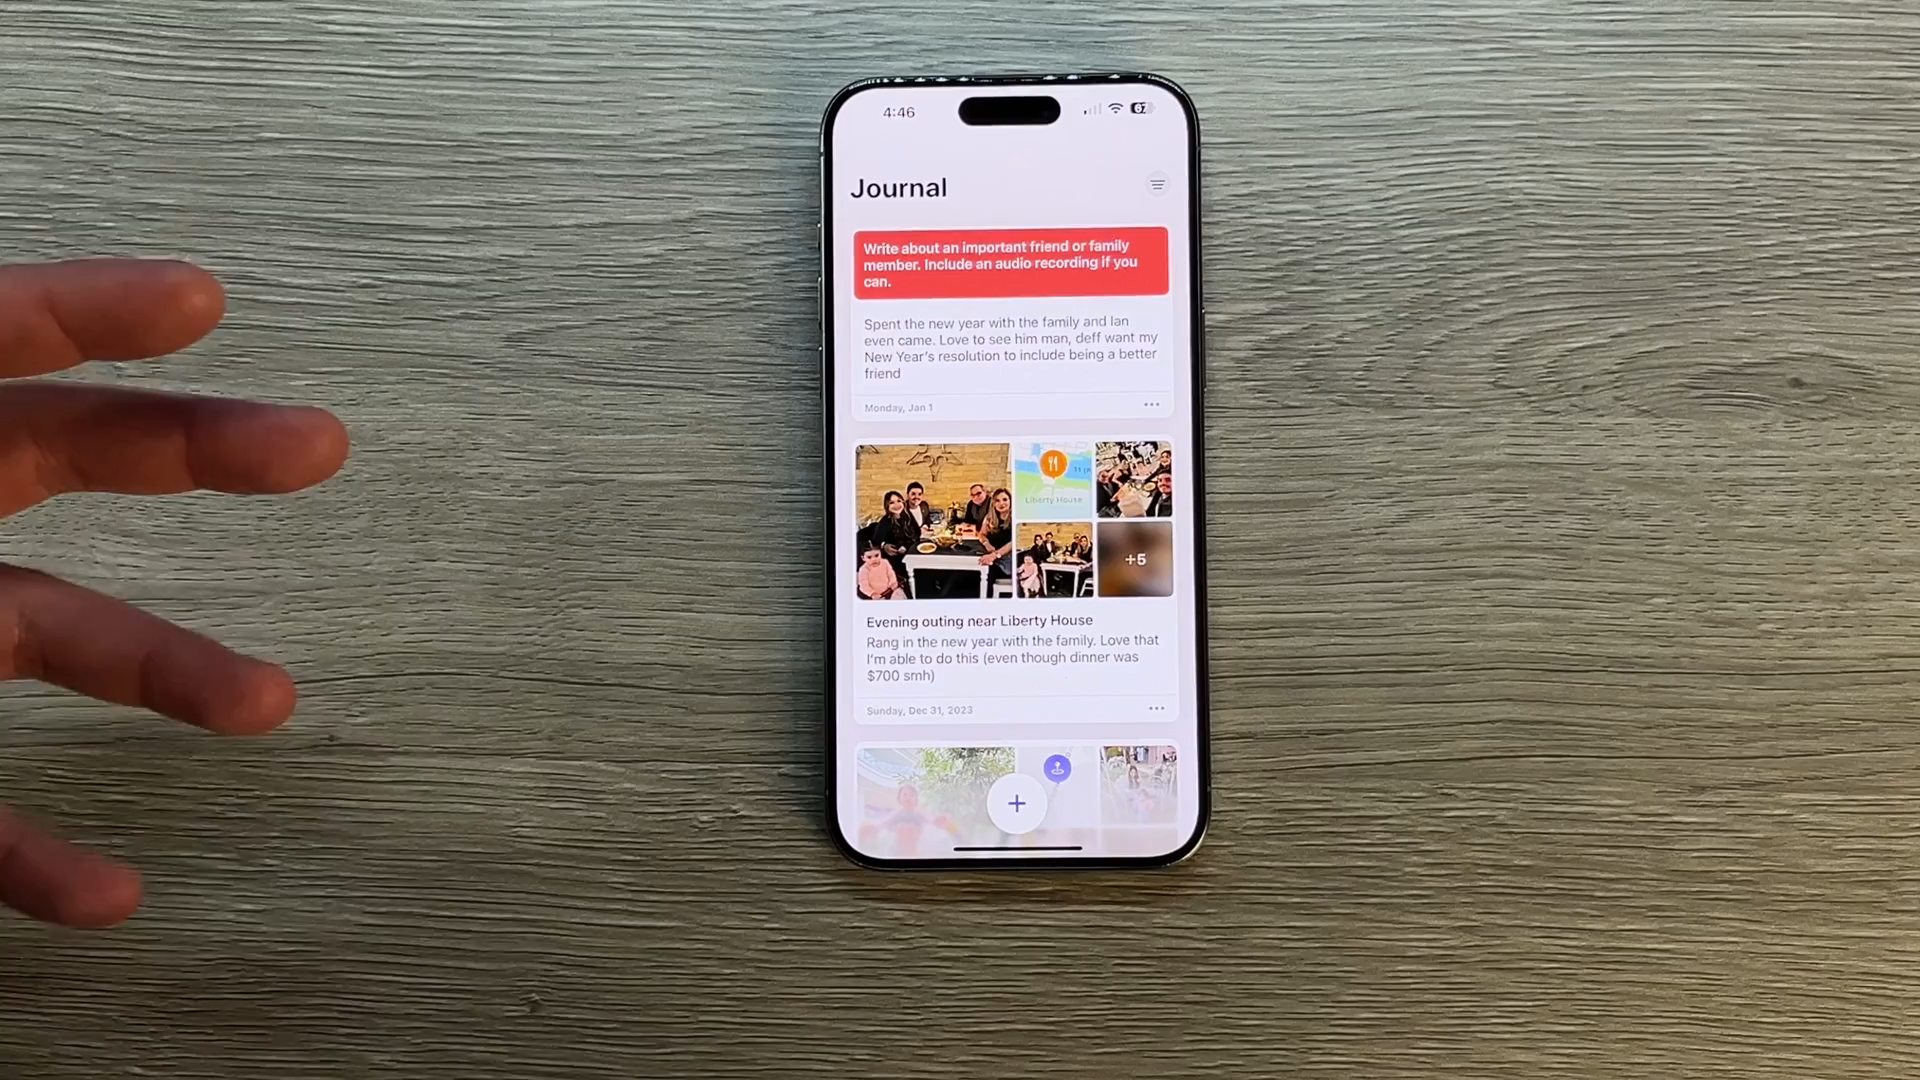 4:46
67
Journal
Write about an important friend or family
member. Include an audio recording if you
can.
Spent the new year with the family and Ian
even came. Love to see him man, deff want my
New Year's resolution to include being a better
friend
Monday, Jan 1
Liberty House
+5
Evening outing near Liberty House
Rang in the new year with the family. Love that
I'm able to do this (even though dinner was
$700 smh)
Sunday, Dec 31, 2023